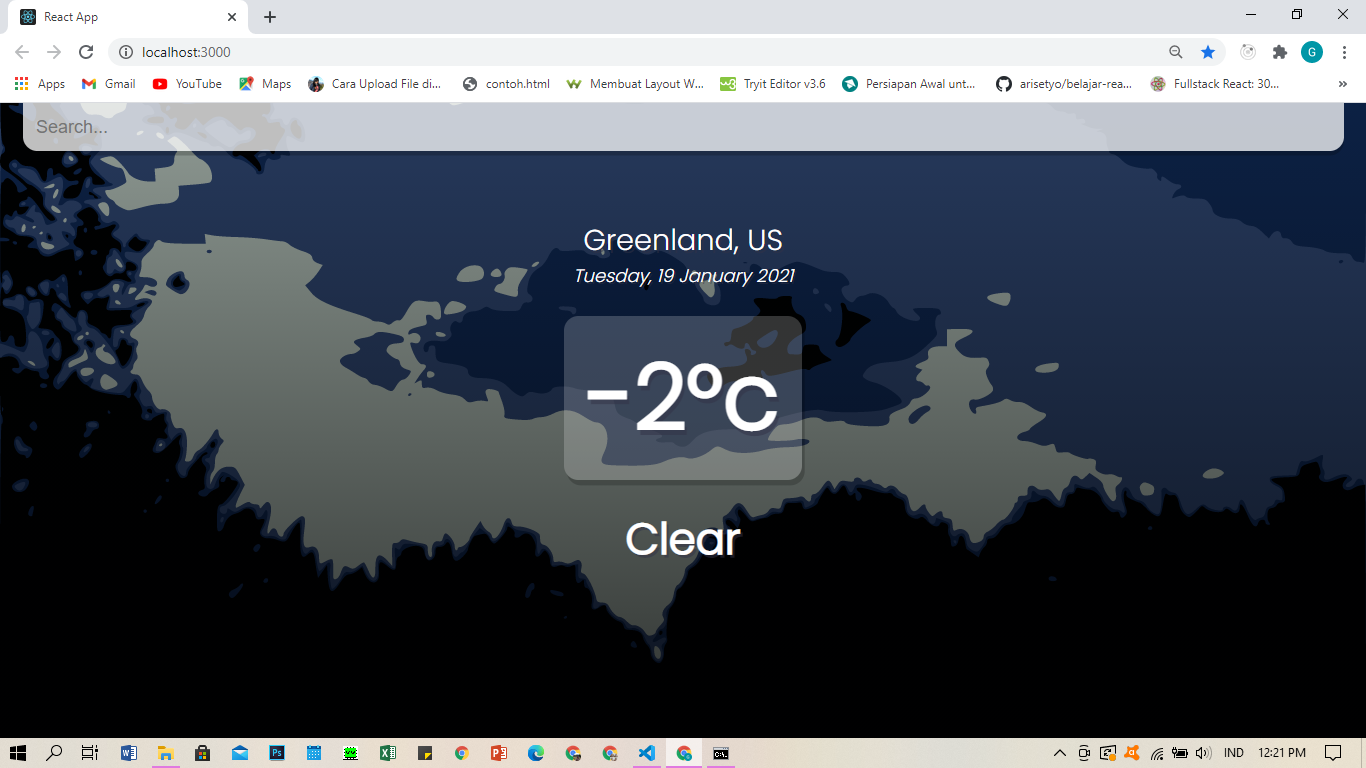 React App
localhost:3000
G
Apps
Gmail
YouTube
Maps
Cara Upload File di...
contoh.html
Membuat Layout W...
Tryit Editor v3.6
Persiapan Awal unt...
arisetyo/belajar-rea...
Fullstack React: 30...
Search...
Greenland, US
Tuesday, 19 January 2021
-2°c
Clear
IND
12:21 PM